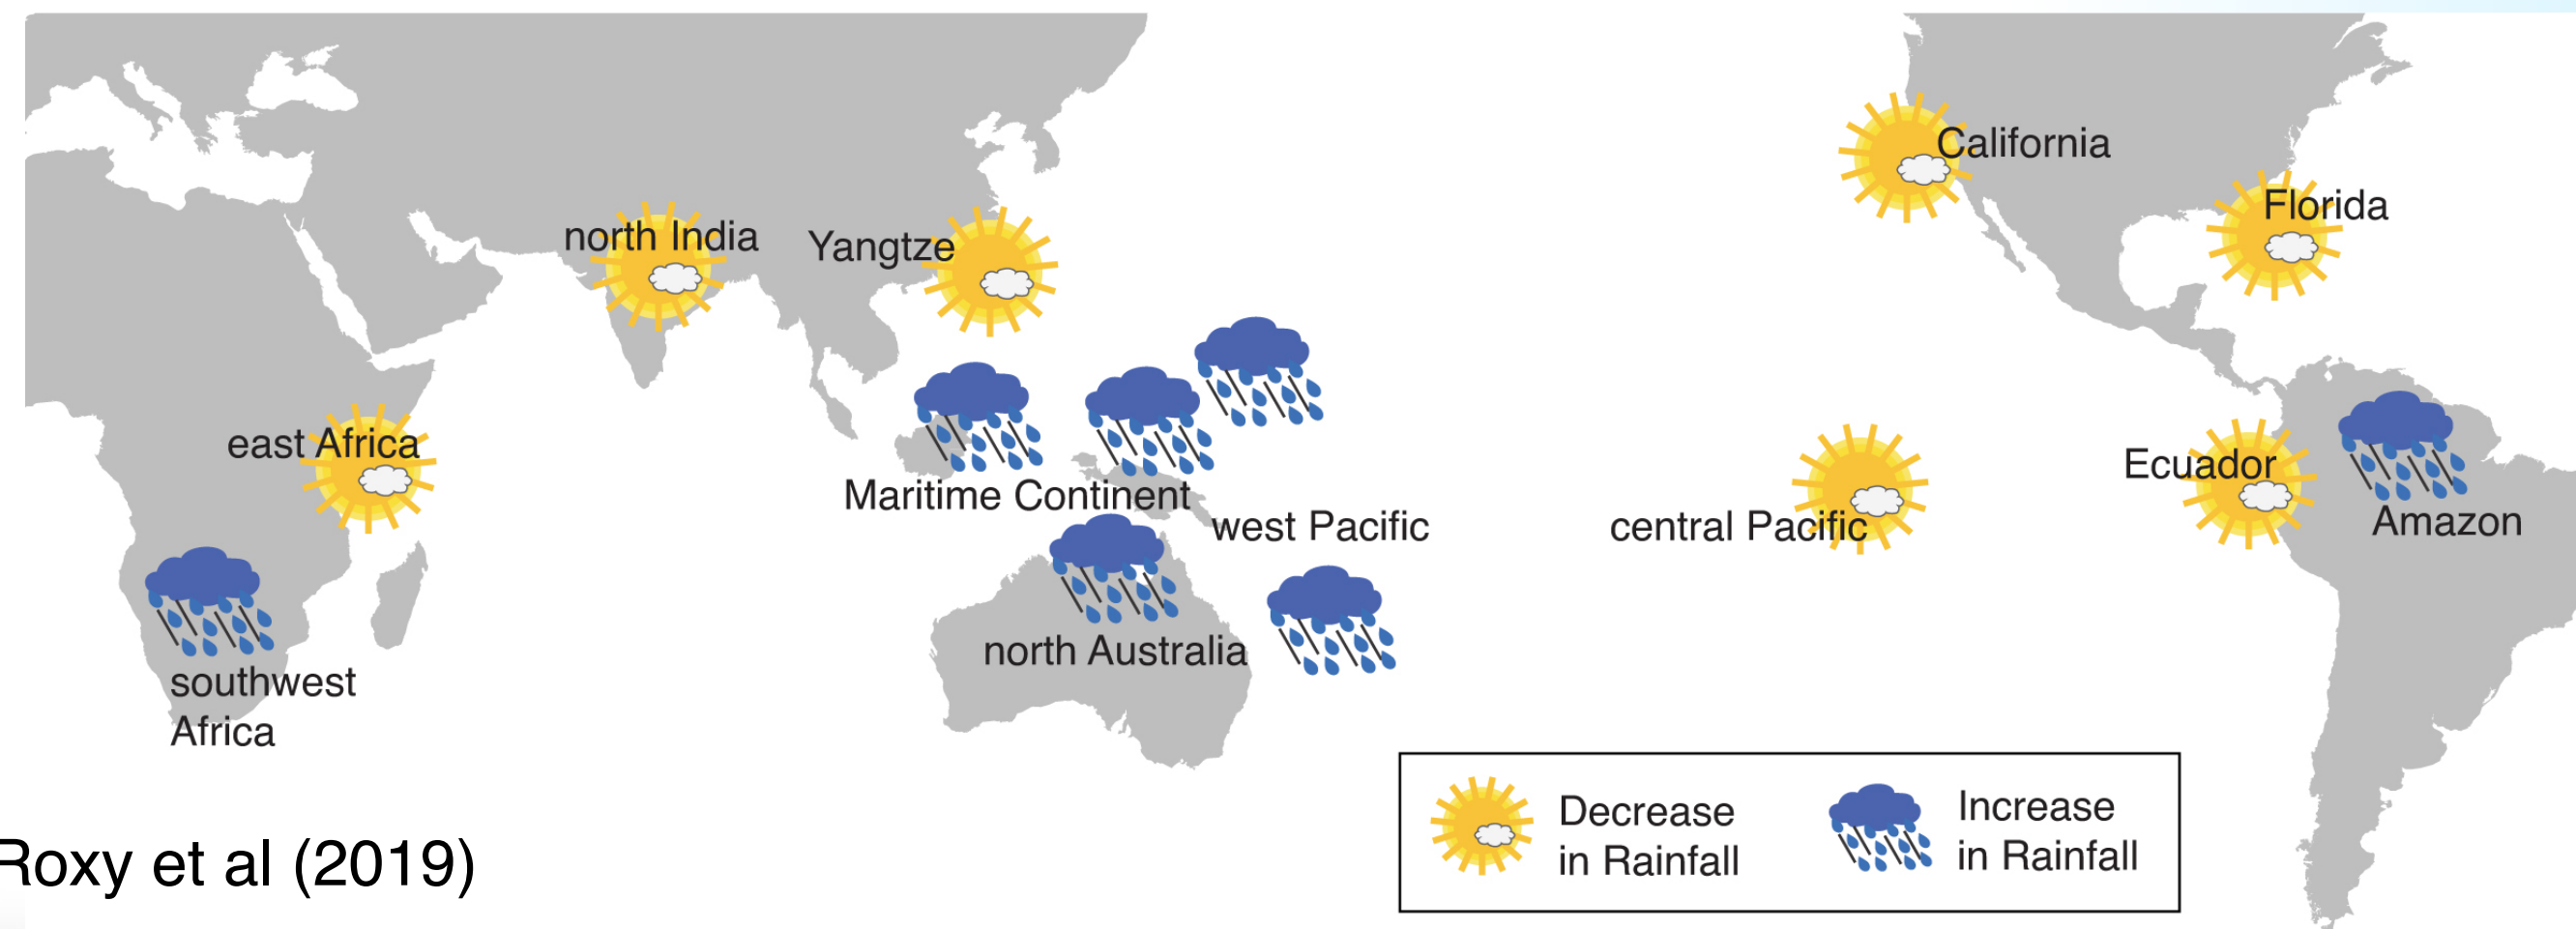 California
Florida
north India
Yangtze
east Africa
Ecuador
Maritime Continent
west Pacific
central Pacific
Amazon
north Australia
southwest
Africa
Decrease
in Rainfall
Increase
in Rainfall
Roxy et al (2019)